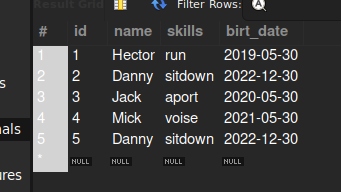 Result Grid Filter Rows:
# id name skills birt_date
1 1 Hector run 2019-05-30
2 2 Danny sitdown 2022-12-30
3 3 Jack aport 2020-05-30
4 4 Mick voise 2021-05-30
5 5 Danny sitdown 2022-12-30
* NULL NULL NULL NULL
s
als
ures